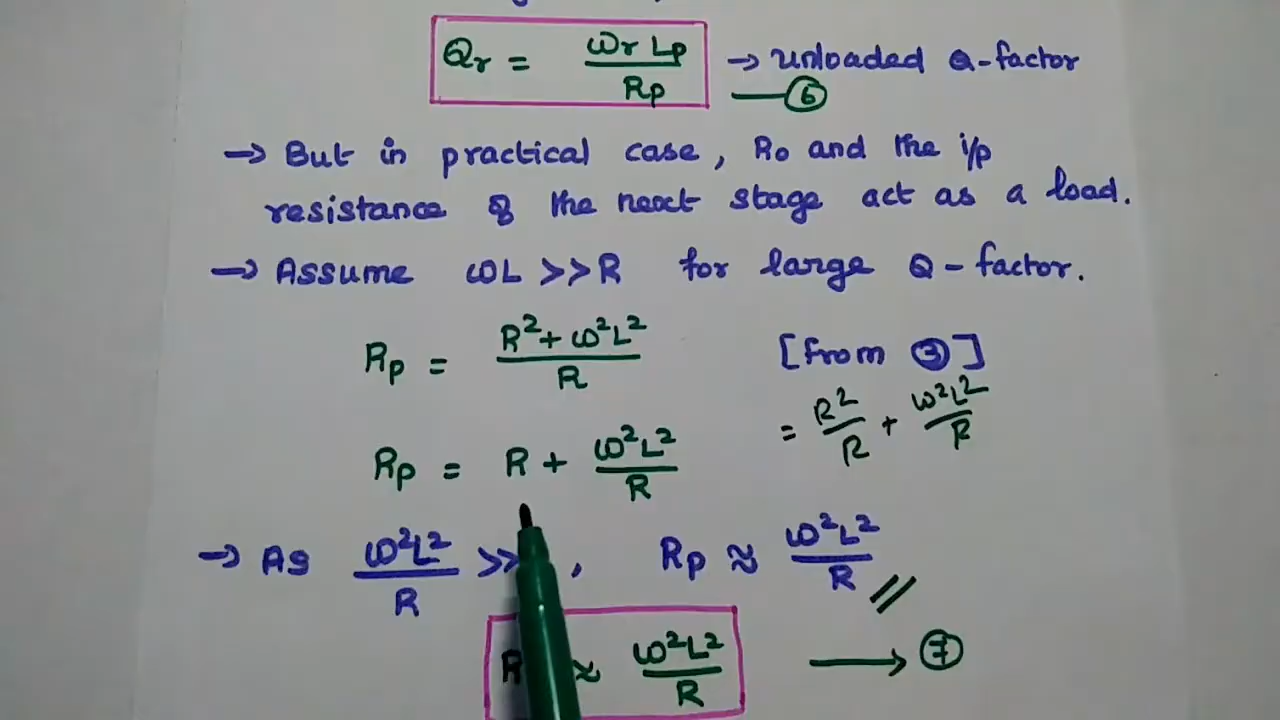 Qr = ωr Lp / Rp → unloaded Q-factor
— 6
→ But in practical case, Ro and the i/p
resistance of the next stage act as a load.
→ Assume ωL >> R for large Q-factor.
Rp = R² + ω²L² / R [from 3]
= R²/R + ω²L²/R
Rp = R + ω²L²/R
→ As ω²L²/R >> , Rp ≈ ω²L²/R //
R ≈ ω²L²/R → 7